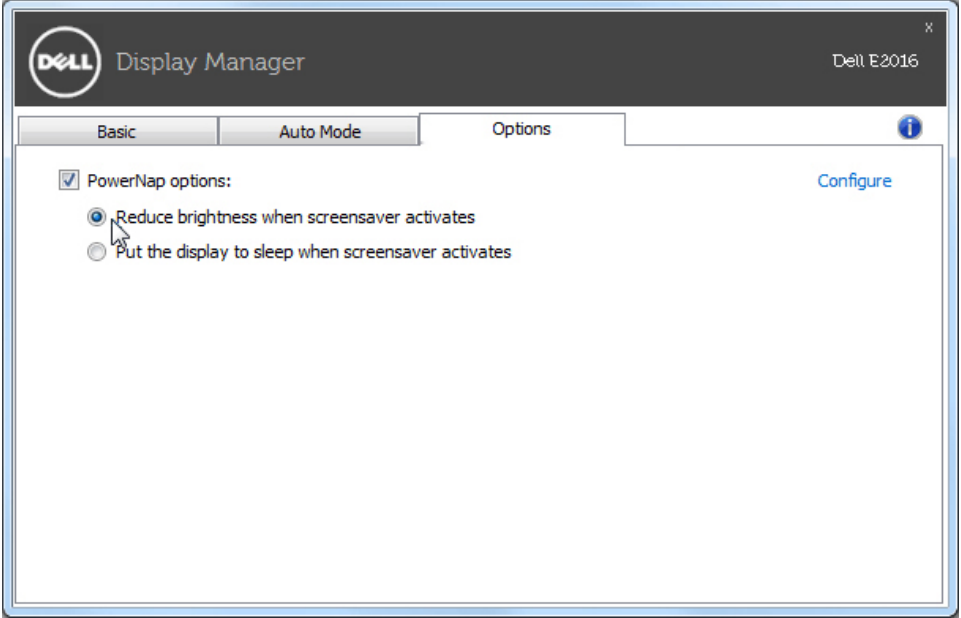 x
DELL Display Manager
Dell E2016
Basic Auto Mode Options i
PowerNap options: Configure
Reduce brightness when screensaver activates
Put the display to sleep when screensaver activates